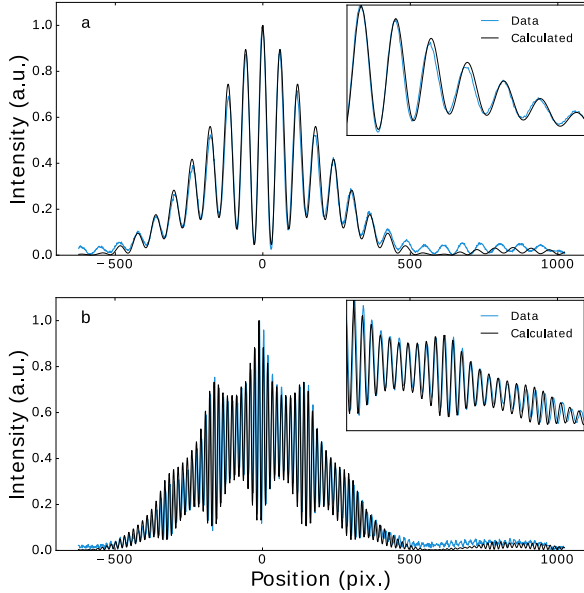 a
Data
Calculated
Intensity (a.u.)
1.0
0.8
0.6
0.4
0.2
0.0
−500
0
500
1000
b
Data
Calculated
Intensity (a.u.)
1.0
0.8
0.6
0.4
0.2
0.0
−500
0
500
1000
Position (pix.)